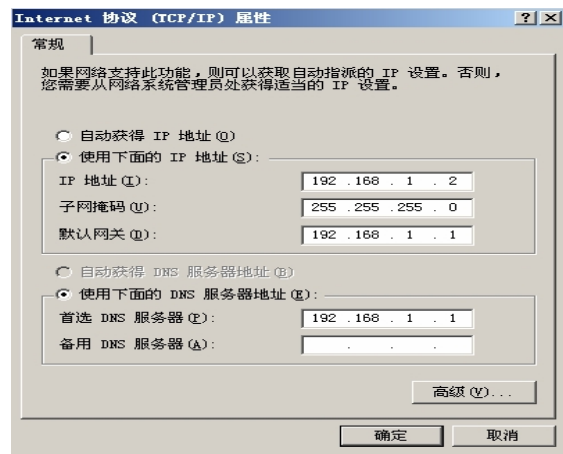 Internet 协议 (TCP/IP) 属性
常规
如果网络支持此功能，则可以获取自动指派的 IP 设置。否则，
您需要从网络系统管理员处获得适当的 IP 设置。
自动获得 IP 地址(O)
使用下面的 IP 地址(S):
IP 地址(I): 192 .168 . 1 . 2
子网掩码(U): 255 .255 .255 . 0
默认网关(D): 192 .168 . 1 . 1
自动获得 DNS 服务器地址(B)
使用下面的 DNS 服务器地址(E):
首选 DNS 服务器(P): 192 .168 . 1 . 1
备用 DNS 服务器(A): . . .
高级(V)...
确定 取消